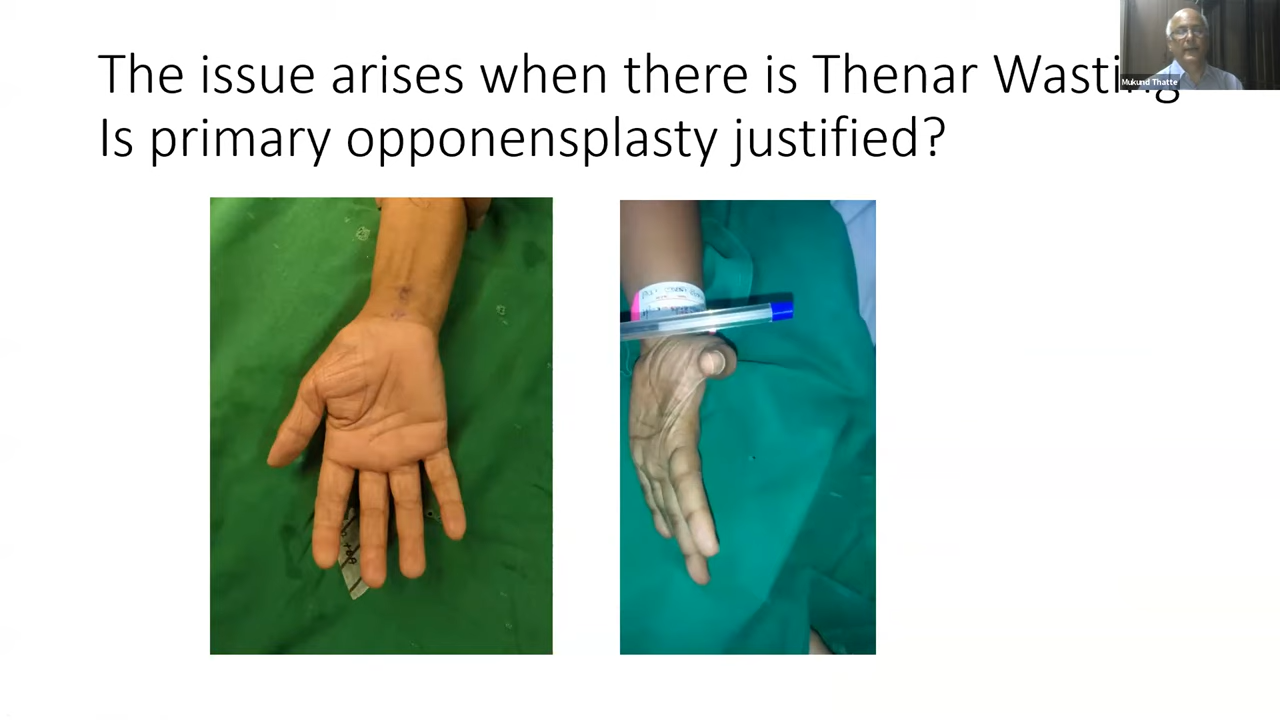 The issue arises when there is Thenar Wasting
Is primary opponensplasty justified?
Mukund Thatte